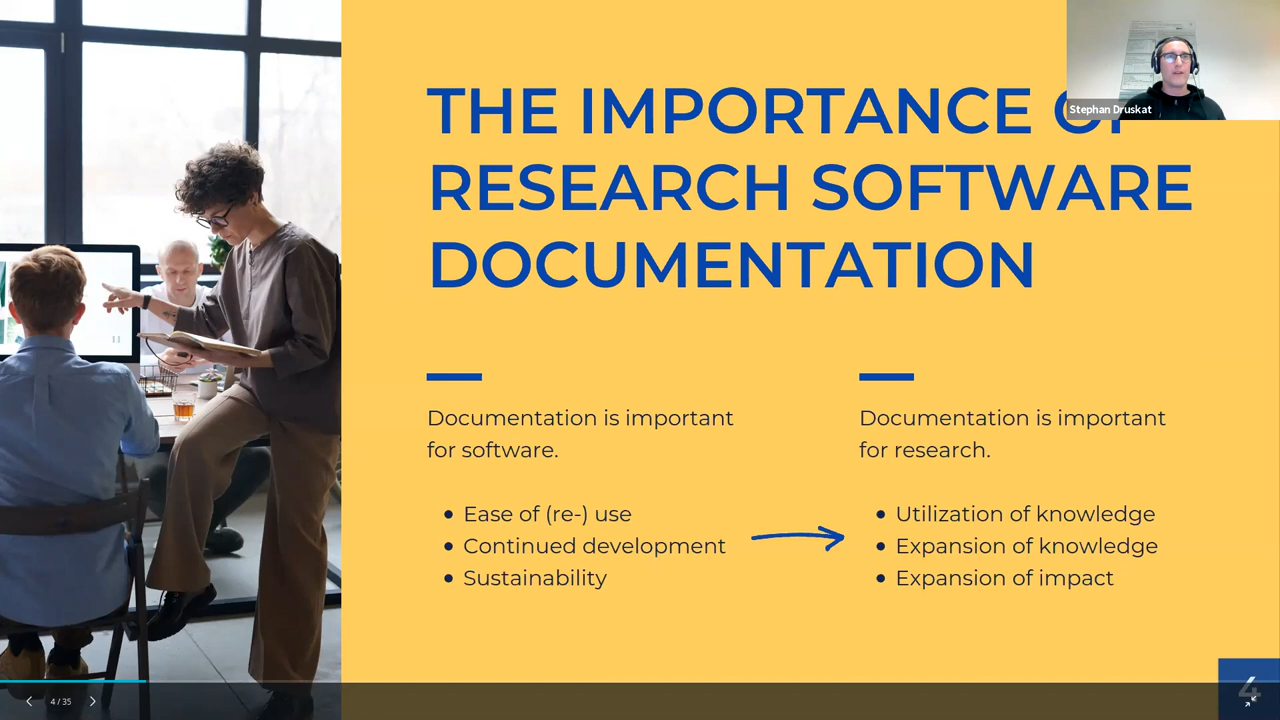 THE IMPORTANCE OF
RESEARCH SOFTWARE
DOCUMENTATION
Stephan Druskat
Documentation is important
for software.
Ease of (re-) use
Continued development
Sustainability
Documentation is important
for research.
Utilization of knowledge
Expansion of knowledge
Expansion of impact
4 / 35
4